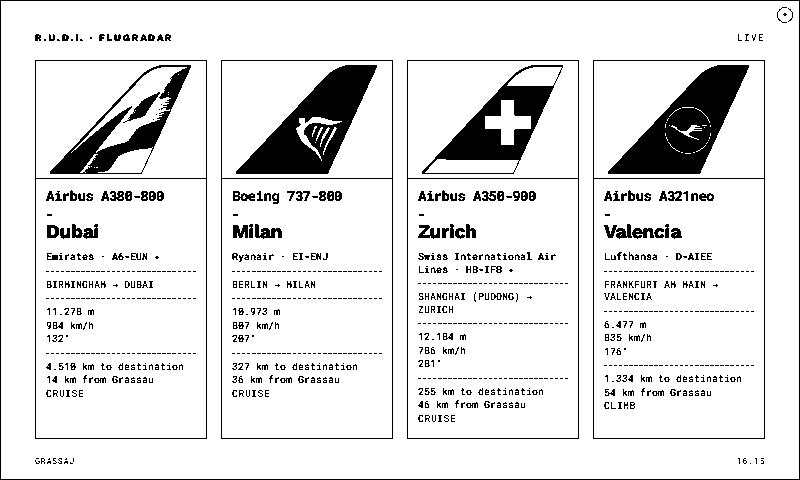 R.U.D.I. · FLUGRADAR
LIVE
Airbus A380-800
-
Dubai
Emirates · A6-EUN ✦
BIRMINGHAM → DUBAI
11.278 m
984 km/h
132°
4.510 km to destination
14 km from Grassau
CRUISE
Boeing 737-800
-
Milan
Ryanair · EI-ENJ
BERLIN → MILAN
10.973 m
807 km/h
207°
327 km to destination
36 km from Grassau
CRUISE
Airbus A350-900
-
Zurich
Swiss International Air
Lines · HB-IFB ✦
SHANGHAI (PUDONG) →
ZURICH
12.184 m
786 km/h
281°
255 km to destination
46 km from Grassau
CRUISE
Airbus A321neo
-
Valencia
Lufthansa · D-AIEE
FRANKFURT AM MAIN →
VALENCIA
6.477 m
835 km/h
176°
1.334 km to destination
54 km from Grassau
CLIMB
GRASSAU
16.15